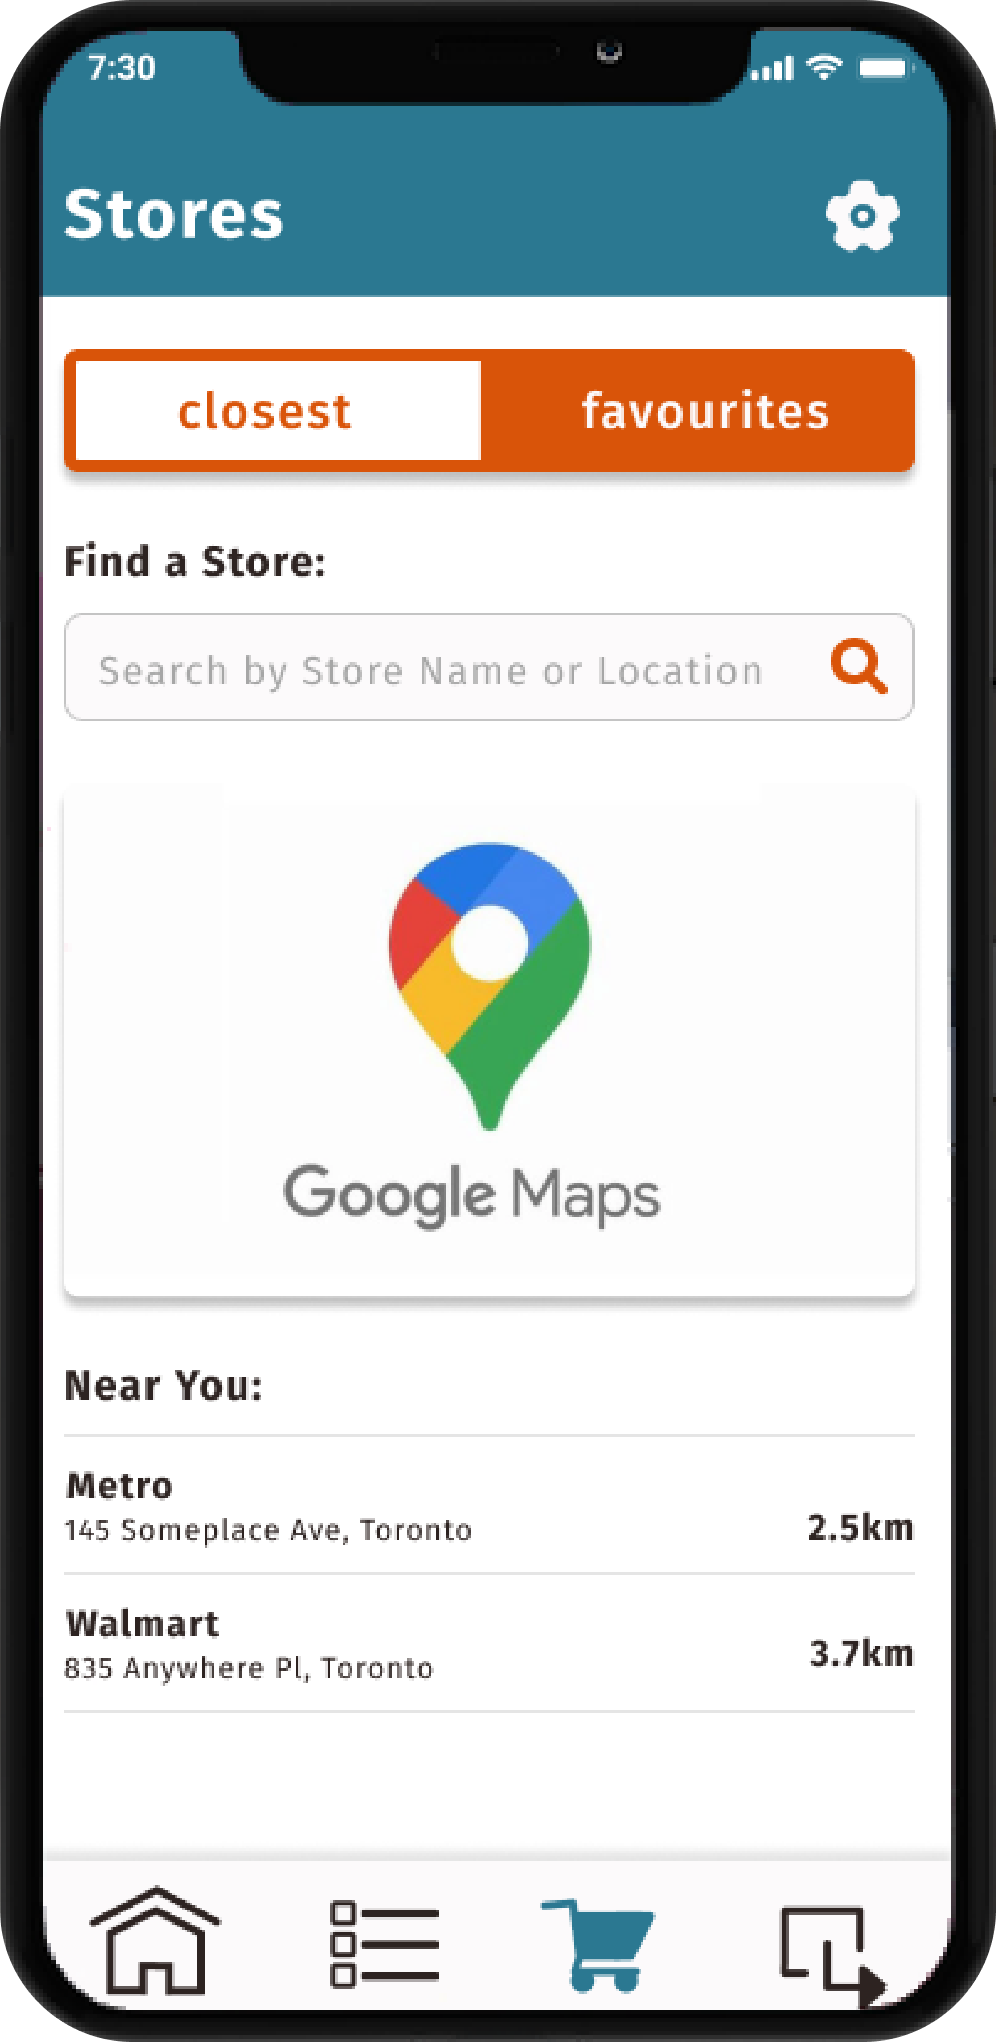 7:30
Stores
closest
favourites
Find a Store:
Search by Store Name or Location
Google Maps
Near You:
Metro
145 Someplace Ave, Toronto
2.5km
Walmart
835 Anywhere Pl, Toronto
3.7km